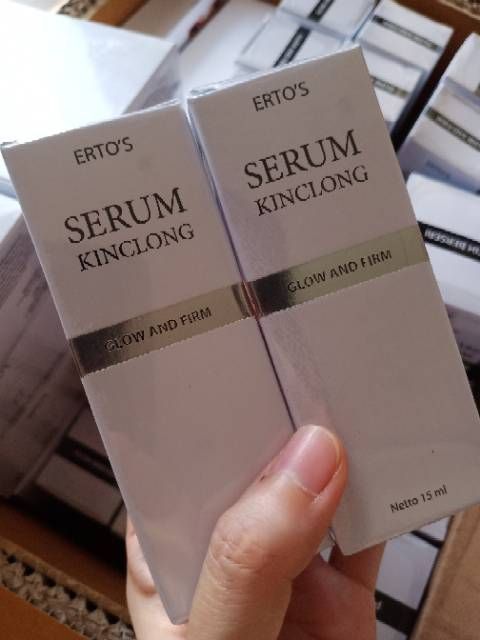 ERTO'S
SERUM
KINCLONG
GLOW AND FIRM
ERTO'S
SERUM
KINCLONG
GLOW AND FIRM
Netto 15 ml